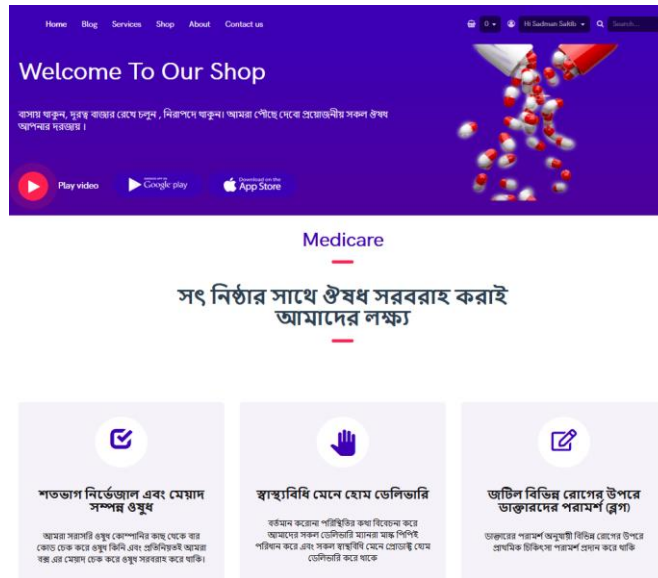 Home Blog Services Shop About Contact us 0 Hi Sadman Sakib Search...
Welcome To Our Shop
বাসায় থাকুন, দূরত্ব বাজার রেখে চলুন , নিরাপদে থাকুন। আমরা পৌঁছে দেবো প্রয়োজনীয় সকল ঔষধ
আপনার দরজায় ।
Play video
Google play
Download on the
App Store
Medicare
সৎ নিষ্ঠার সাথে ঔষধ সরবরাহ করাই
আমাদের লক্ষ্য
শতভাগ নির্ভেজাল এবং মেয়াদ
সম্পন্ন ওষুধ
আমরা সরাসরি ওষুধ কোম্পানির কাছ থেকে বার
কোড চেক করে ওষুধ কিনি এবং প্রতিনিয়তই আমরা
বক্স এর মেয়াদ চেক করে ওষুধ সরবরাহ করে থাকি।
স্বাস্থ্যবিধি মেনে হোম ডেলিভারি
বর্তমান করোনা পরিস্থিতির কথা বিবেচনা করে
আমাদের সকল ডেলিভারি ম্যানরা মাস্ক পিপিই
পরিধান করে এবং সকল স্বাস্থ্যবিধি মেনে প্রোডাক্ট হোম
ডেলিভারি করে থাকে
জটিল বিভিন্ন রোগের উপরে
ডাক্তারদের পরামর্শ (ব্লগ)
ডাক্তারের পরামর্শ অনুযায়ী বিভিন্ন রোগের উপরে
প্রাথমিক চিকিৎসা পরামর্শ প্রদান করে থাকি